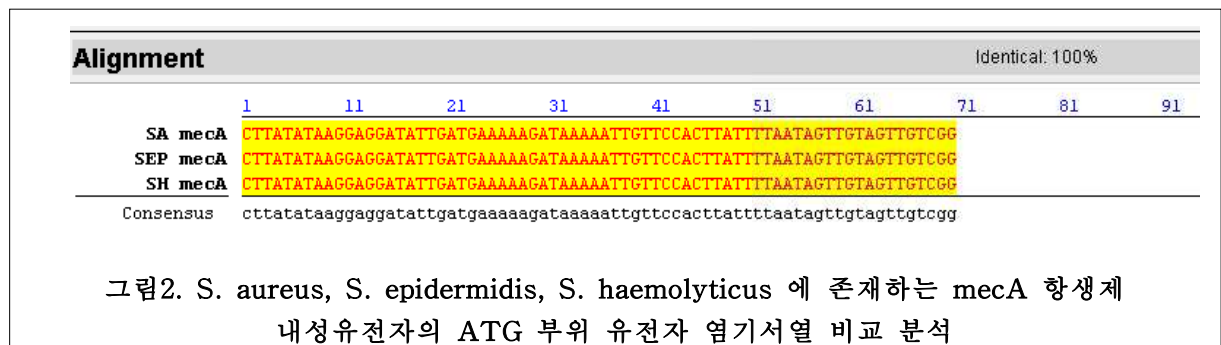 Alignment Identical: 100%
1 11 21 31 41 51 61 71 81 91
SA mecA CTTATATAAGGAGGATATTGATGAAAAAGATAAAAATTGTTCCACTTATTTTAATAGTTGTAGTTGTCGG
SEP mecA CTTATATAAGGAGGATATTGATGAAAAAGATAAAAATTGTTCCACTTATTTTAATAGTTGTAGTTGTCGG
SH mecA CTTATATAAGGAGGATATTGATGAAAAAGATAAAAATTGTTCCACTTATTTTAATAGTTGTAGTTGTCGG
Consensus cttatataaggaggatattgatgaaaaagataaaaattgttccacttattttaatagttgtagttgtcgg
그림2. S. aureus, S. epidermidis, S. haemolyticus 에 존재하는 mecA 항생제
내성유전자의 ATG 부위 유전자 염기서열 비교 분석